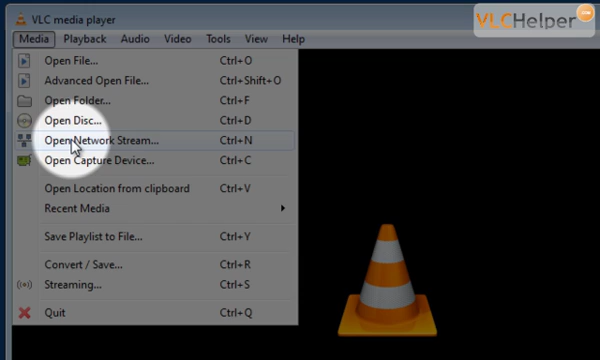 VLC media player
VLCHelper
Media Playback Audio Video Tools View Help
Open File... Ctrl+O
Advanced Open File... Ctrl+Shift+O
Open Folder... Ctrl+F
Open Disc... Ctrl+D
Open Network Stream... Ctrl+N
Open Capture Device... Ctrl+C
Open Location from clipboard Ctrl+V
Recent Media
Save Playlist to File... Ctrl+Y
Convert / Save... Ctrl+R
Streaming... Ctrl+S
Quit Ctrl+Q